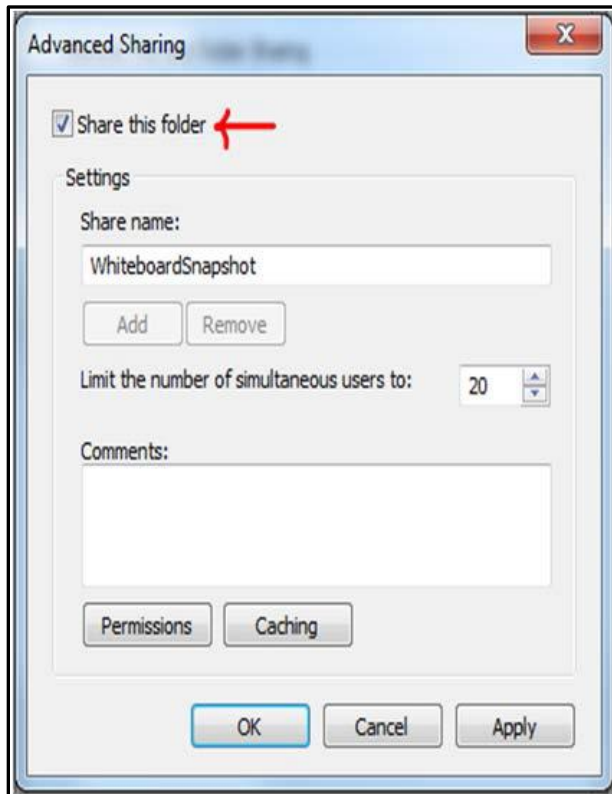 Advanced Sharing
Share this folder
Settings
Share name:
WhiteboardSnapshot
Add Remove
Limit the number of simultaneous users to: 20
Comments:
Permissions Caching
OK Cancel Apply